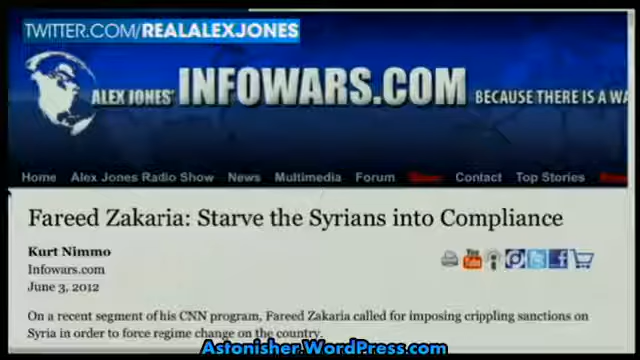 TWITTER.COM/REALALEXJONES
ALEX JONES' INFOWARS.COM BECAUSE THERE IS A WA
Home Alex Jones Radio Show News Multimedia Forum Contact Top Stories
Fareed Zakaria: Starve the Syrians into Compliance
Kurt Nimmo
Infowars.com
June 3, 2012
You Tube
On a recent segment of his CNN program, Fareed Zakaria called for imposing crippling sanctions on
Syria in order to force regime change on the country.
Astonisher.WordPress.com